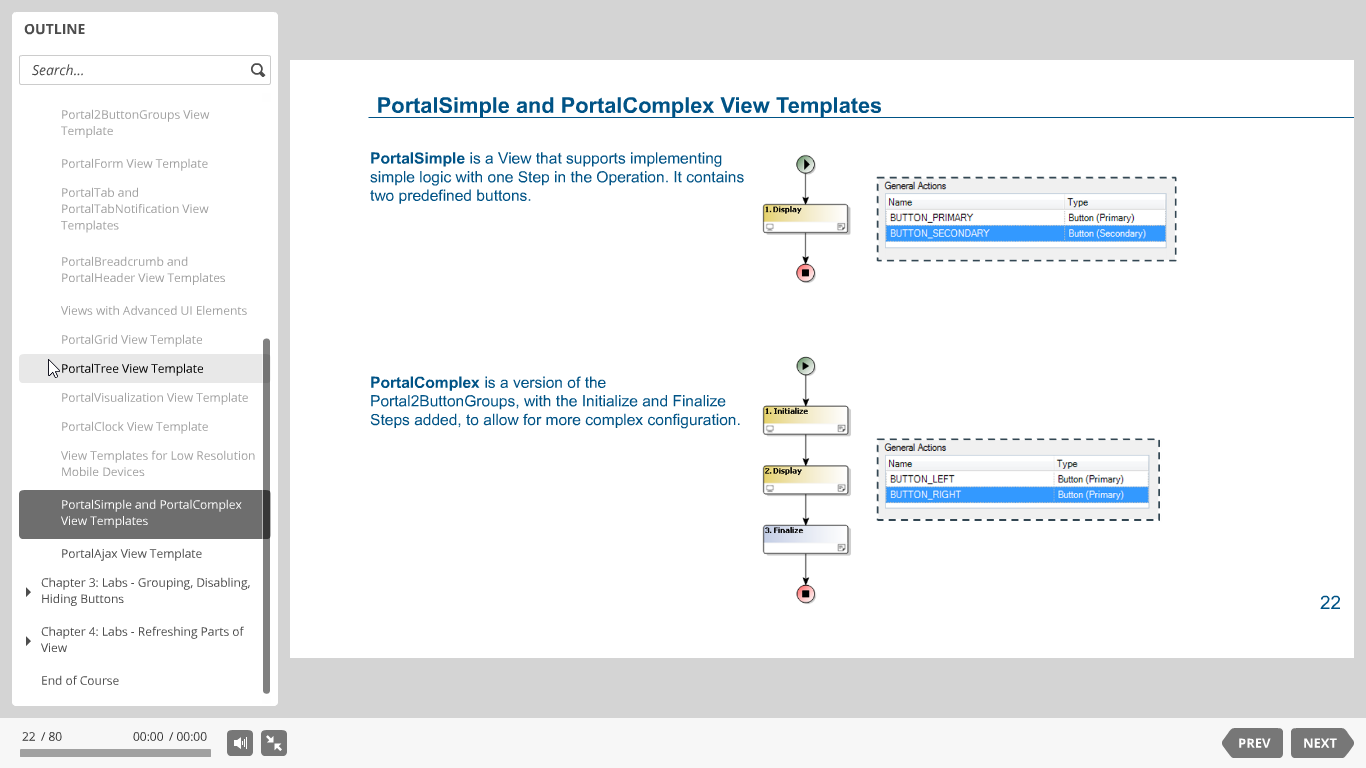 OUTLINE
Search...
Portal2ButtonGroups View
Template
PortalForm View Template
PortalTab and
PortalTabNotification View
Templates
PortalBreadcrumb and
PortalHeader View Templates
Views with Advanced UI Elements
PortalGrid View Template
PortalTree View Template
PortalVisualization View Template
PortalClock View Template
View Templates for Low Resolution
Mobile Devices
PortalSimple and PortalComplex
View Templates
PortalAjax View Template
Chapter 3: Labs - Grouping, Disabling,
Hiding Buttons
Chapter 4: Labs - Refreshing Parts of
View
End of Course
PortalSimple and PortalComplex View Templates
PortalSimple is a View that supports implementing
simple logic with one Step in the Operation. It contains
two predefined buttons.
1. Display
General Actions
Name Type
BUTTON_PRIMARY Button (Primary)
BUTTON_SECONDARY Button (Secondary)
PortalComplex is a version of the
Portal2ButtonGroups, with the Initialize and Finalize
Steps added, to allow for more complex configuration.
1. Initialize
2. Display
3. Finalize
General Actions
Name Type
BUTTON_LEFT Button (Primary)
BUTTON_RIGHT Button (Primary)
22
22 / 80
00:00 / 00:00
PREV
NEXT